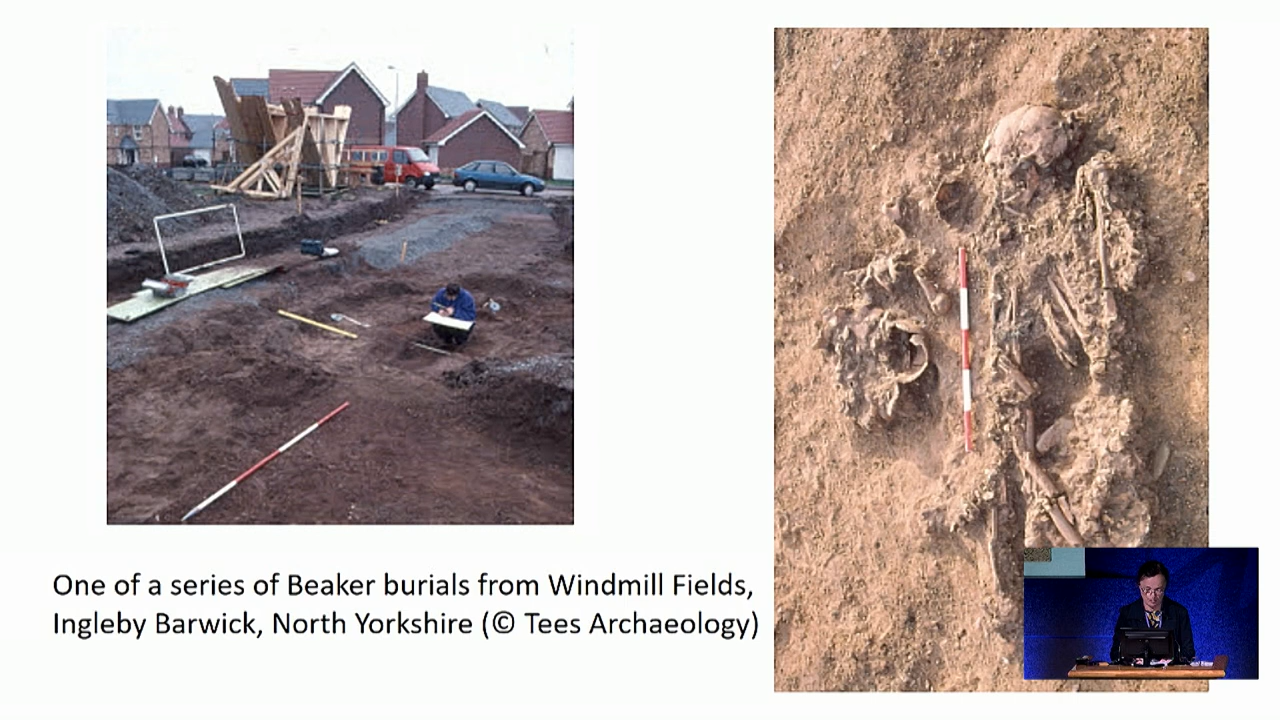 One of a series of Beaker burials from Windmill Fields,
Ingleby Barwick, North Yorkshire (© Tees Archaeology)